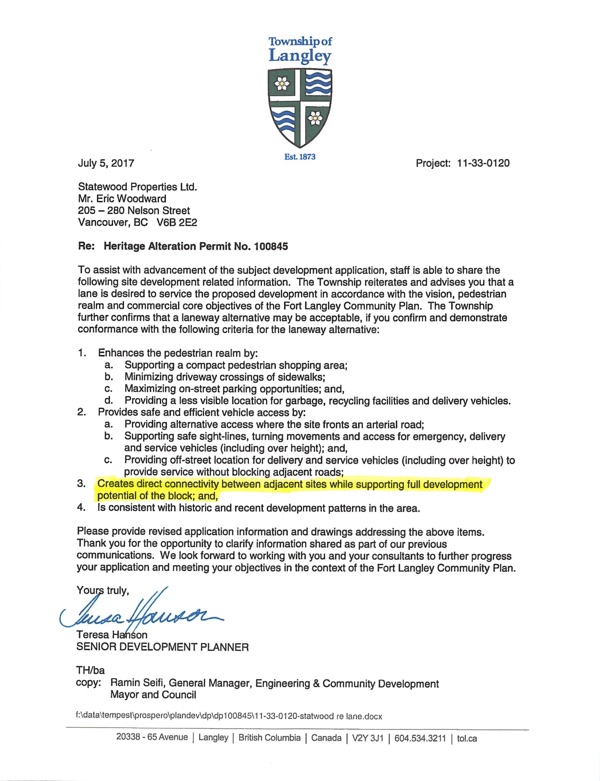 Township of
Langley
Est. 1873
July 5, 2017 Project: 11-33-0120
Statewood Properties Ltd.
Mr. Eric Woodward
205 – 280 Nelson Street
Vancouver, BC V6B 2E2
Re: Heritage Alteration Permit No. 100845
To assist with advancement of the subject development application, staff is able to share the
following site development related information. The Township reiterates and advises you that a
lane is desired to service the proposed development in accordance with the vision, pedestrian
realm and commercial core objectives of the Fort Langley Community Plan. The Township
further confirms that a laneway alternative may be acceptable, if you confirm and demonstrate
conformance with the following criteria for the laneway alternative:
1. Enhances the pedestrian realm by:
a. Supporting a compact pedestrian shopping area;
b. Minimizing driveway crossings of sidewalks;
c. Maximizing on-street parking opportunities; and,
d. Providing a less visible location for garbage, recycling facilities and delivery vehicles.
2. Provides safe and efficient vehicle access by:
a. Providing alternative access where the site fronts an arterial road;
b. Supporting safe sight-lines, turning movements and access for emergency, delivery
and service vehicles (including over height); and,
c. Providing off-street location for delivery and service vehicles (including over height) to
provide service without blocking adjacent roads;
3. Creates direct connectivity between adjacent sites while supporting full development
potential of the block; and,
4. Is consistent with historic and recent development patterns in the area.
Please provide revised application information and drawings addressing the above items.
Thank you for the opportunity to clarify information shared as part of our previous
communications. We look forward to working with you and your consultants to further progress
your application and meeting your objectives in the context of the Fort Langley Community Plan.
Yours truly,
Teresa Hanson
Teresa Hanson
SENIOR DEVELOPMENT PLANNER
TH/ba
copy: Ramin Seifi, General Manager, Engineering & Community Development
Mayor and Council
f:\data\tempest\prospero\plandev\dp\dp100845\11-33-0120-statwood re lane.docx
20338 - 65 Avenue | Langley | British Columbia | Canada | V2Y 3J1 | 604.534.3211 | tol.ca